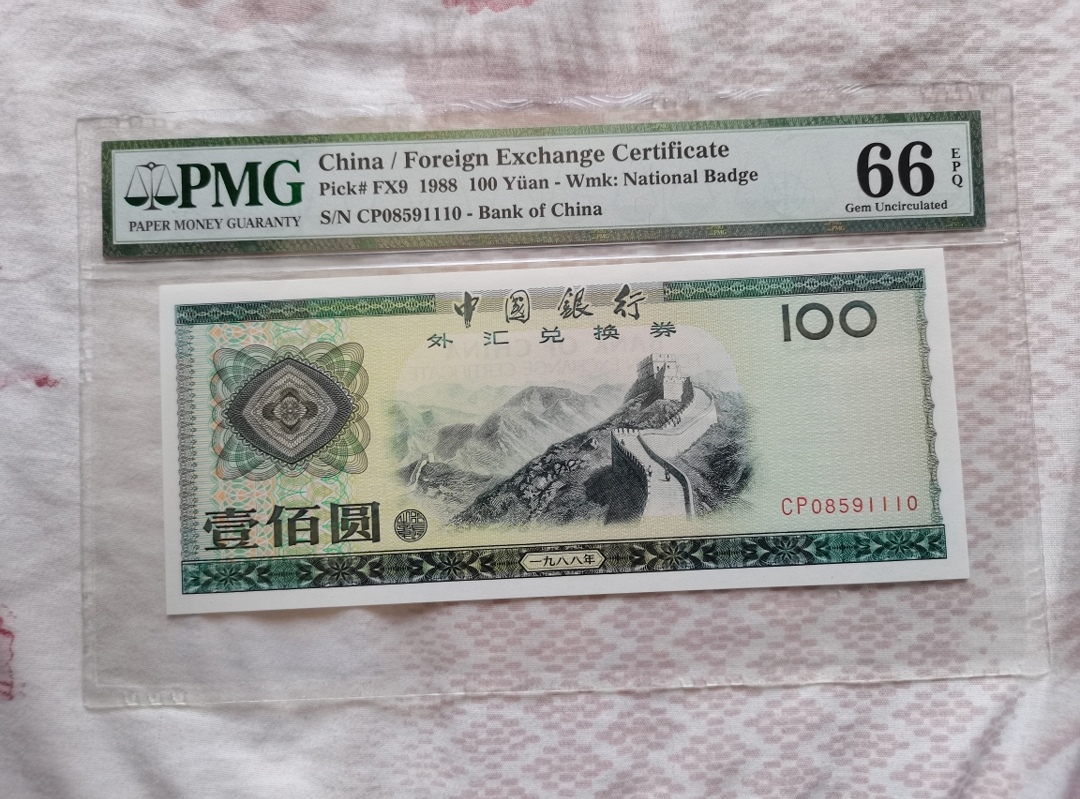 PMG
PAPER MONEY GUARANTY
China / Foreign Exchange Certificate
Pick# FX9 1988 100 Yüan - Wmk: National Badge
S/N CP08591110 - Bank of China
66
EPQ
Gem Uncirculated
中國銀行
外汇兑换券
100
CP08591110
壹佰圆
一九八八年